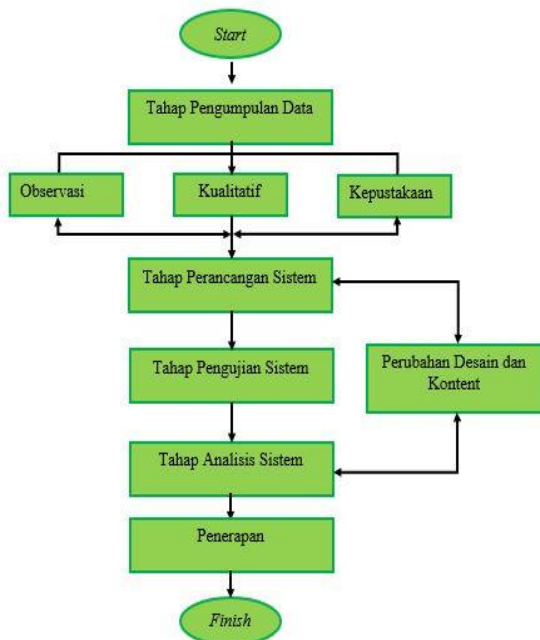 Start
Tahap Pengumpulan Data
Observasi
Kualitatif
Kepustakaan
Tahap Perancangan Sistem
Tahap Pengujian Sistem
Perubahan Desain dan
Kontent
Tahap Analisis Sistem
Penerapan
Finish